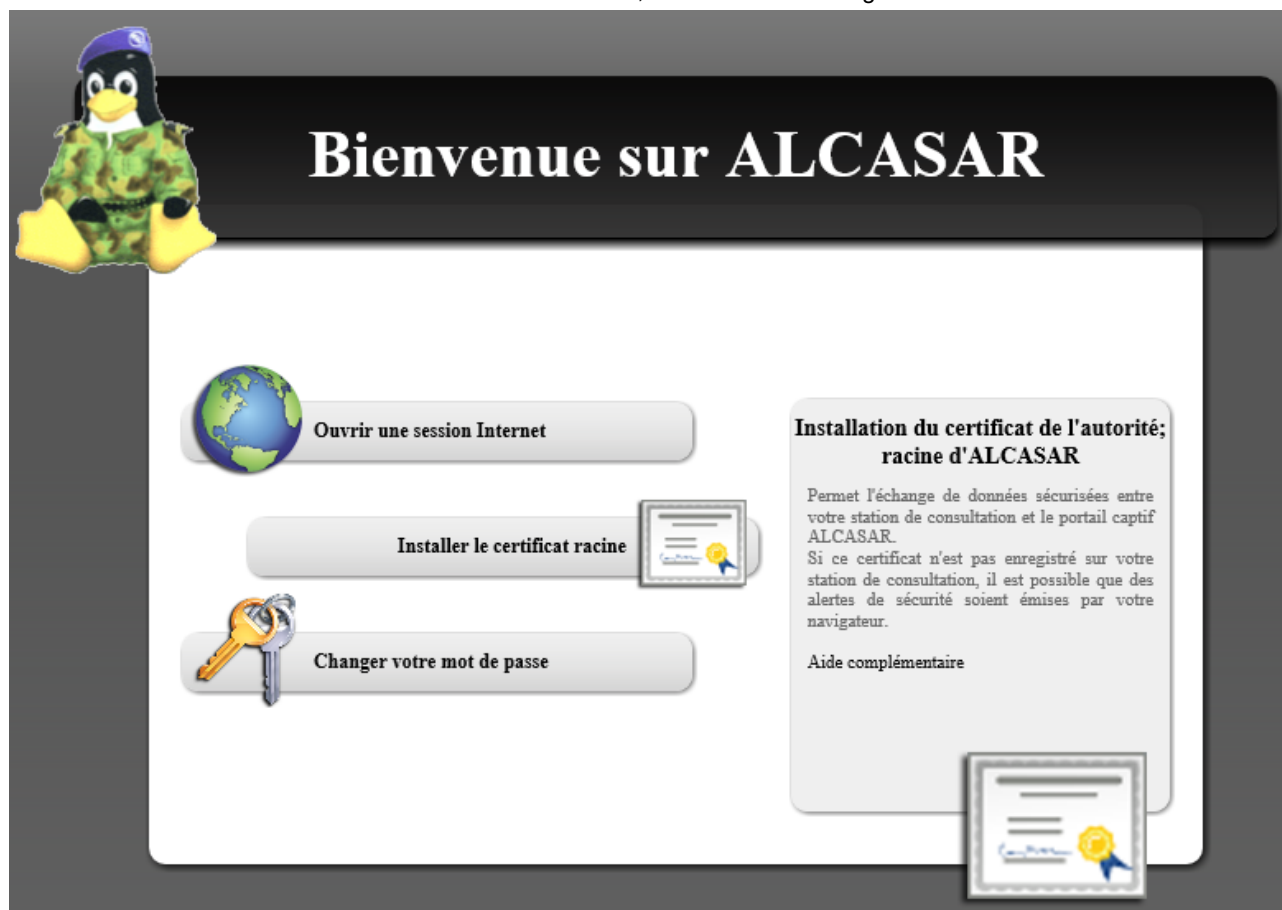 Bienvenue sur ALCASAR
Ouvrir une session Internet
Installer le certificat racine
Changer votre mot de passe
Installation du certificat de l'autorité;
racine d'ALCASAR
Permet l'échange de données sécurisées entre
votre station de consultation et le portail captif
ALCASAR.
Si ce certificat n'est pas enregistré sur votre
station de consultation, il est possible que des
alertes de sécurité soient émises par votre
navigateur.
Aide complémentaire